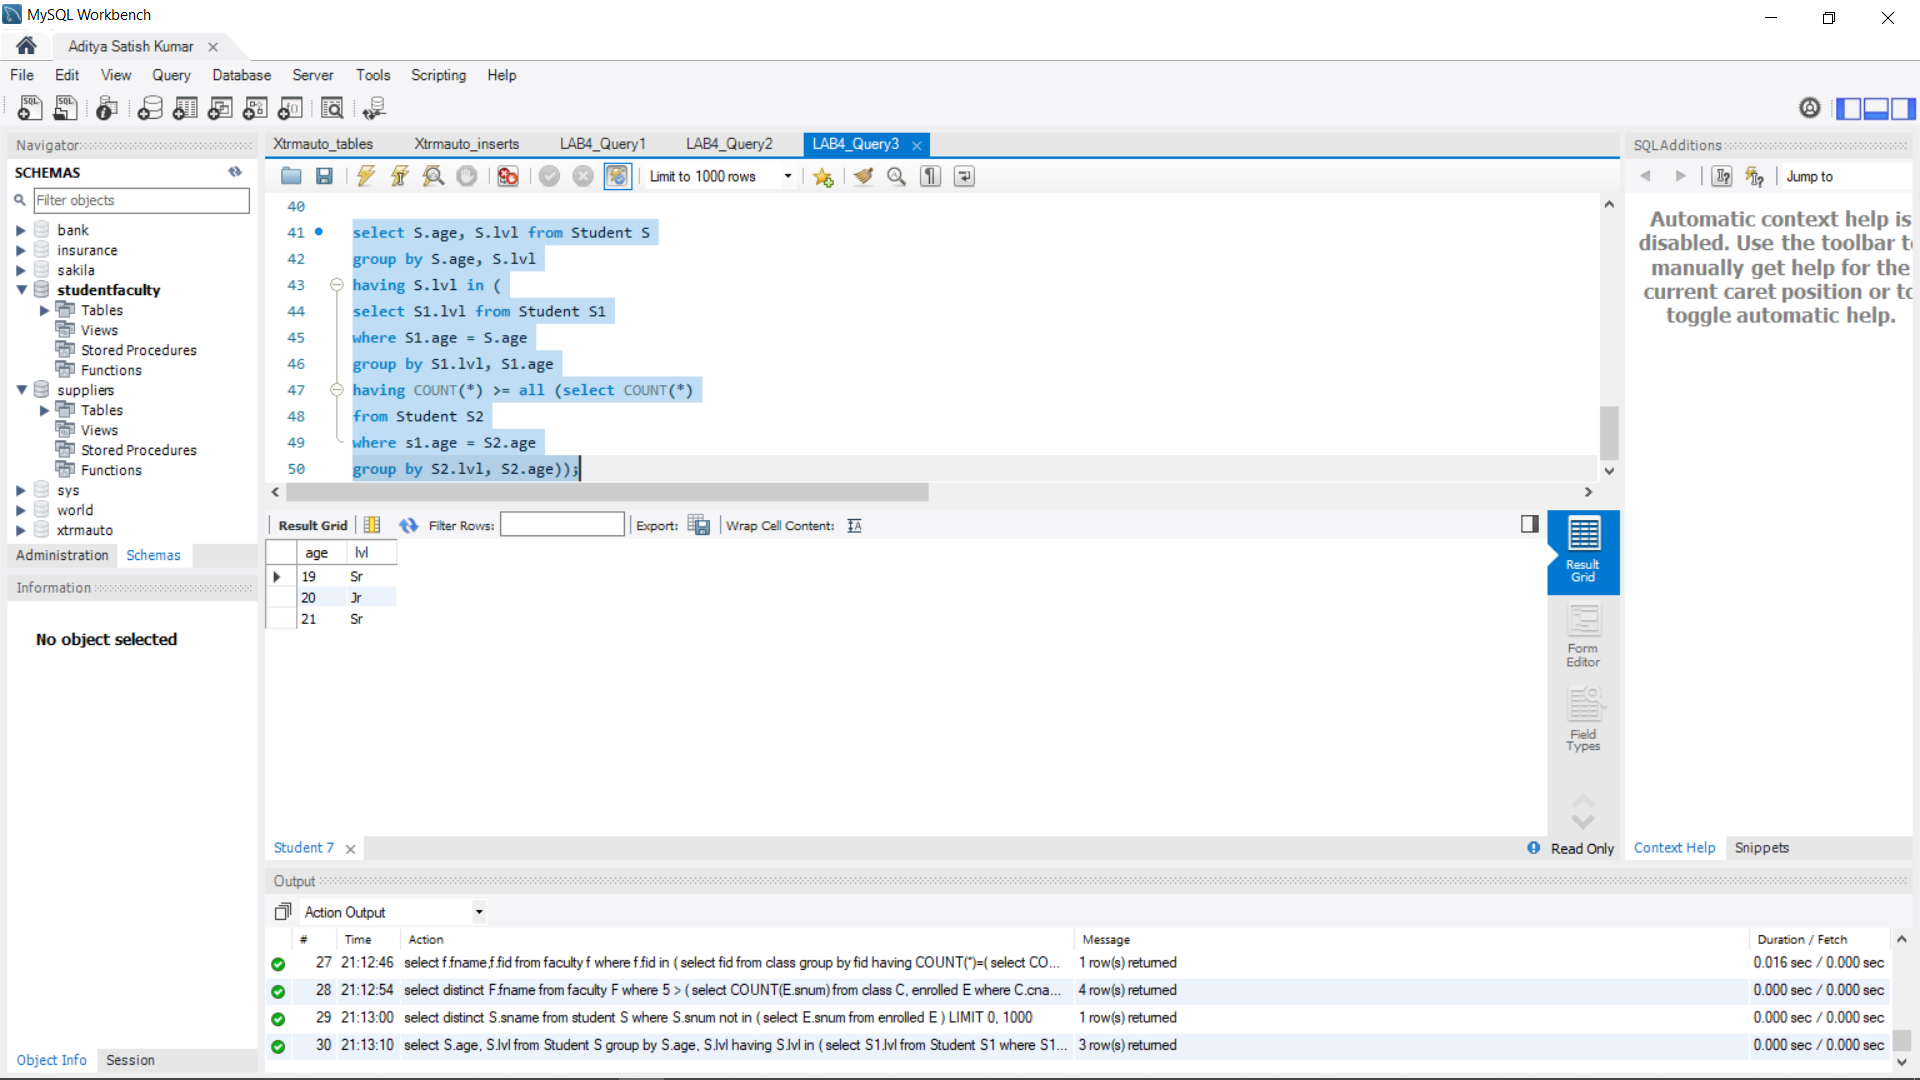 MySQL Workbench
Aditya Satish Kumar
File Edit View Query Database Server Tools Scripting Help
Navigator
SCHEMAS
Filter objects
bank
insurance
sakila
studentfaculty
Tables
Views
Stored Procedures
Functions
suppliers
Tables
Views
Stored Procedures
Functions
sys
world
xtrmauto
Administration Schemas
Information
No object selected
Object Info Session
Xtrmauto_tables Xtrmauto_inserts LAB4_Query1 LAB4_Query2 LAB4_Query3
Limit to 1000 rows
40
41 select S.age, S.lvl from Student S
42 group by S.age, S.lvl
43 having S.lvl in (
44 select S1.lvl from Student S1
45 where S1.age = S.age
46 group by S1.lvl, S1.age
47 having COUNT(*) >= all (select COUNT(*)
48 from Student S2
49 where s1.age = S2.age
50 group by S2.lvl, S2.age));
Result Grid Filter Rows: Export: Wrap Cell Content:
age lvl
19 Sr
20 Jr
21 Sr
Result
Grid
Form
Editor
Field
Types
Student 7
Read Only
SQLAdditions
Jump to
Automatic context help is
disabled. Use the toolbar
manually get help for the
current caret position or
toggle automatic help.
Context Help Snippets
Output
Action Output
# Time Action Message Duration / Fetch
27 21:12:46 select f.fname,f.fid from faculty f where f.fid in ( select fid from class group by fid having COUNT(*)=( select CO... 1 row(s) returned 0.016 sec / 0.000 sec
28 21:12:54 select distinct F.fname from faculty F where 5 > ( select COUNT(E.snum) from class C, enrolled E where C.cna... 4 row(s) returned 0.000 sec / 0.000 sec
29 21:13:00 select distinct S.sname from student S where S.snum not in ( select E.snum from enrolled E ) LIMIT 0, 1000 1 row(s) returned 0.000 sec / 0.000 sec
30 21:13:10 select S.age, S.lvl from Student S group by S.age, S.lvl having S.lvl in ( select S1.lvl from Student S1 where S1... 3 row(s) returned 0.000 sec / 0.000 sec